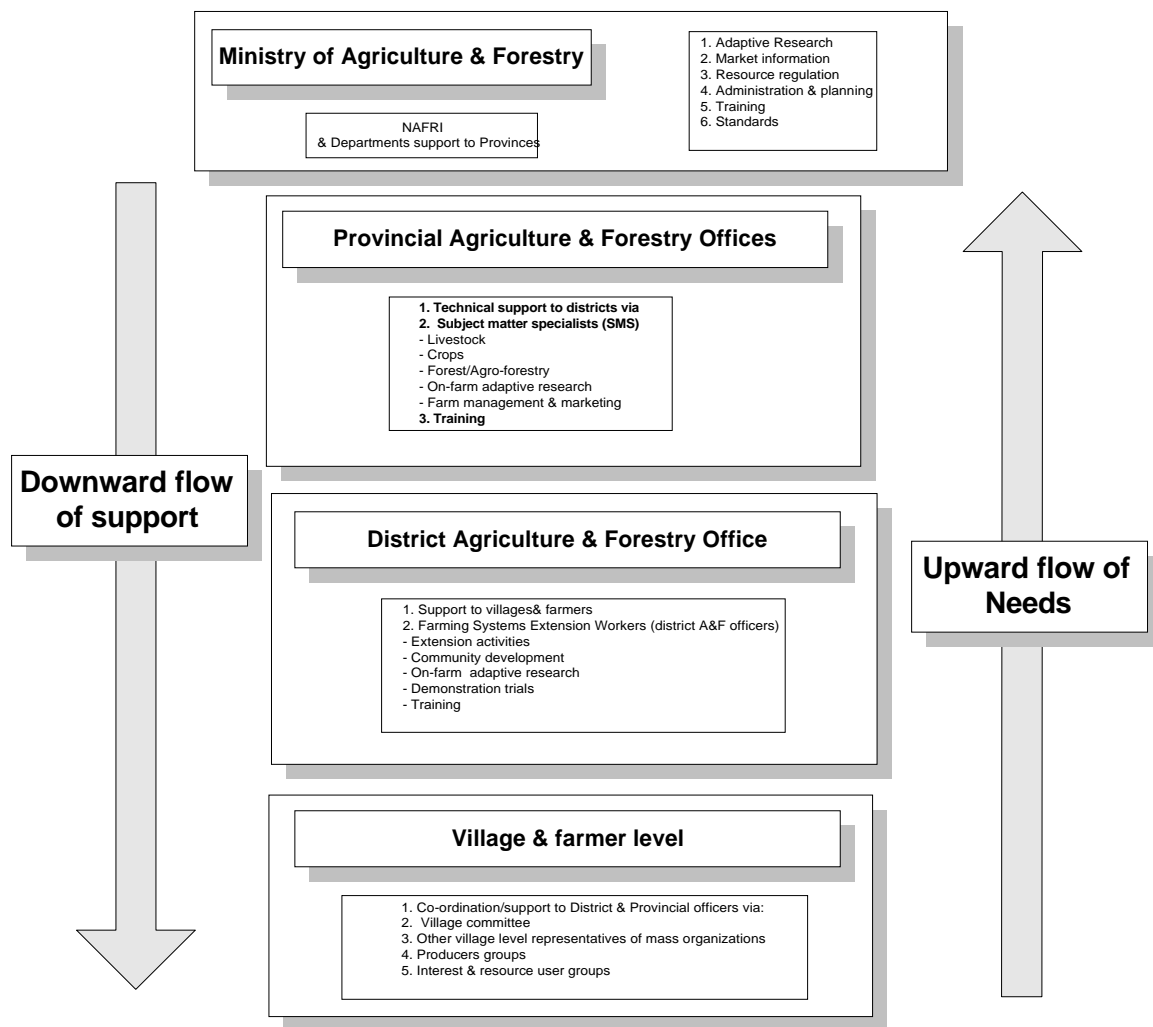 Ministry of Agriculture & Forestry
NAFRI
& Departments support to Provinces
1. Adaptive Research
2. Market information
3. Resource regulation
4. Administration & planning
5. Training
6. Standards
Provincial Agriculture & Forestry Offices
1. Technical support to districts via
2. Subject matter specialists (SMS)
- Livestock
- Crops
- Forest/Agro-forestry
- On-farm adaptive research
- Farm management & marketing
3. Training
Downward flow
of support
District Agriculture & Forestry Office
1. Support to villages& farmers
2. Farming Systems Extension Workers (district A&F officers)
- Extension activities
- Community development
- On-farm adaptive research
- Demonstration trials
- Training
Upward flow of
Needs
Village & farmer level
1. Co-ordination/support to District & Provincial officers via:
2. Village committee
3. Other village level representatives of mass organizations
4. Producers groups
5. Interest & resource user groups